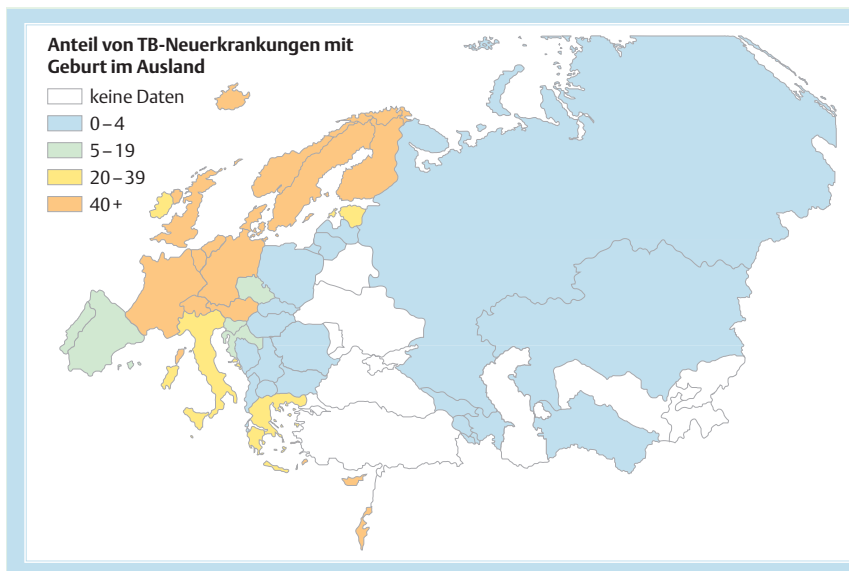 Anteil von TB-Neuerkrankungen mit
Geburt im Ausland
keine Daten
0–4
5–19
20–39
40+